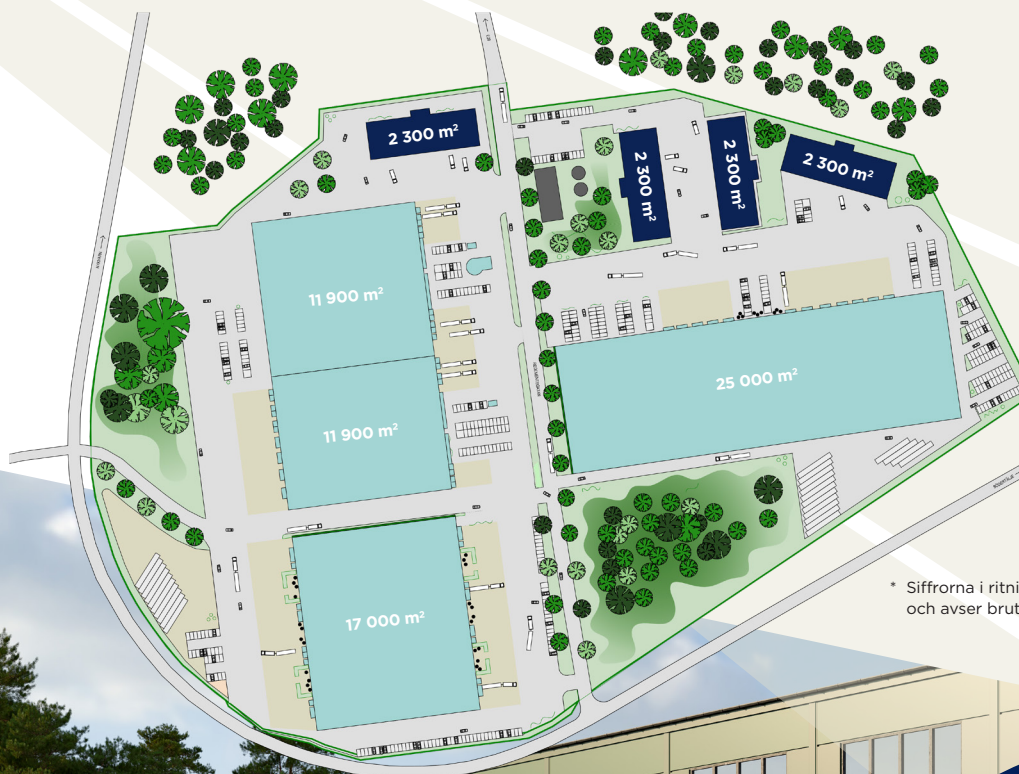 2 300 m²
2 300 m²
2 300 m²
2 300 m²
11 900 m²
11 900 m²
25 000 m²
17 000 m²
* Siffrorna i ritni
och avser brut